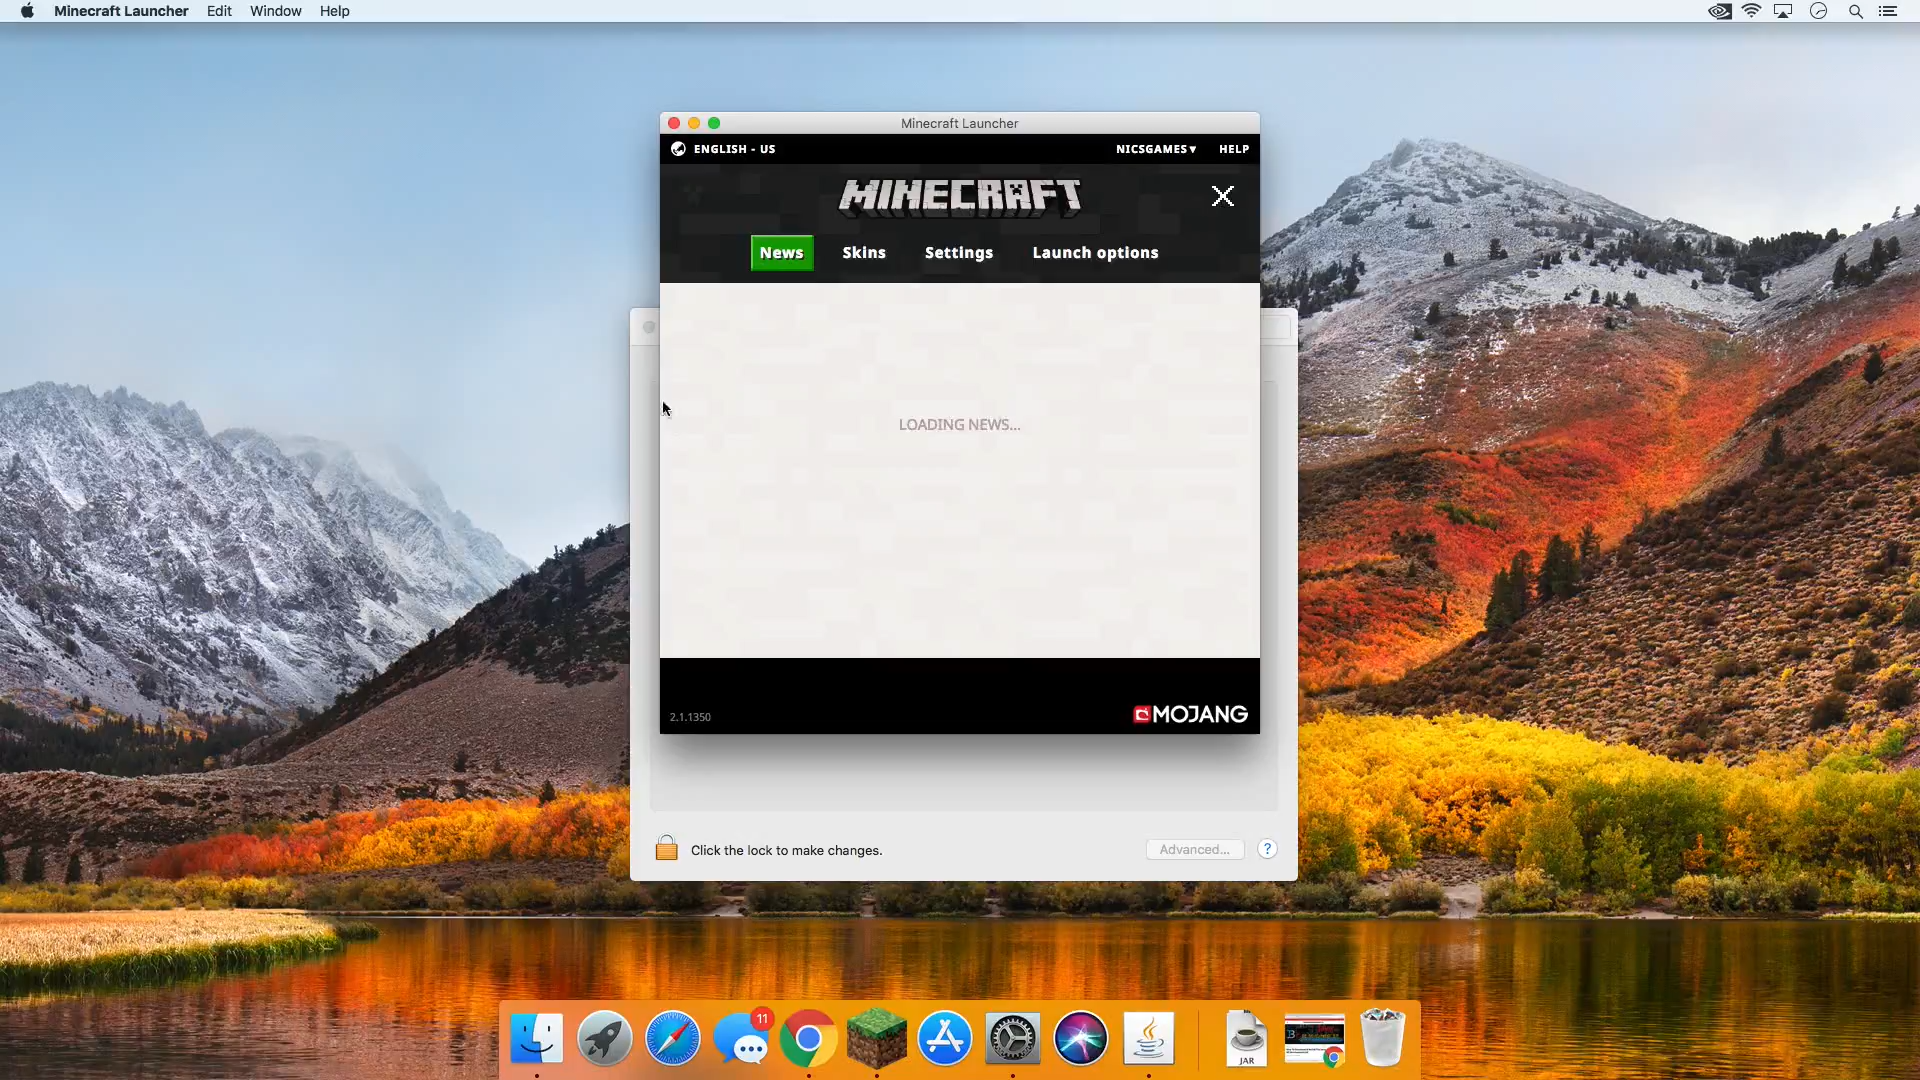 Minecraft Launcher Edit Window Help
Minecraft Launcher
ENGLISH - US NICSGAMES▾ HELP
MINECRAFT
News Skins Settings Launch options
LOADING NEWS...
2.1.1350 MOJANG
Click the lock to make changes. Advanced... ?
11
JAR